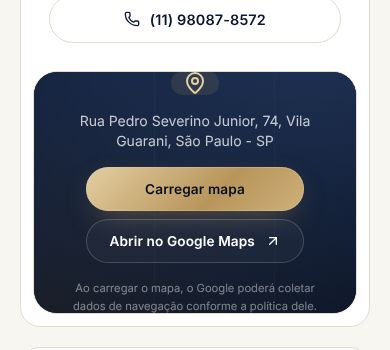 (11) 98087-8572
Rua Pedro Severino Junior, 74, Vila
Guarani, São Paulo - SP
Carregar mapa
Abrir no Google Maps
Ao carregar o mapa, o Google poderá coletar
dados de navegação conforme a política dele.